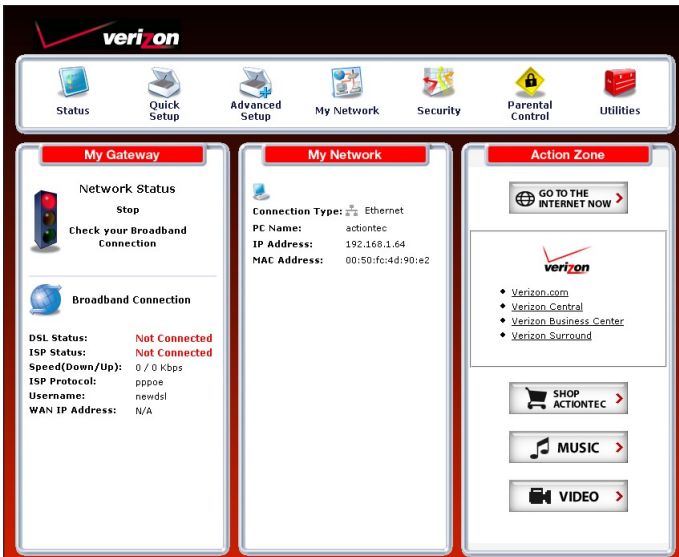 verizon
Status
Quick
Setup
Advanced
Setup
My Network
Security
Parental
Control
Utilities
My Gateway
Network Status
Stop
Check your Broadband
Connection
Broadband Connection
DSL Status: Not Connected
ISP Status: Not Connected
Speed(Down/Up): 0 / 0 Kbps
ISP Protocol: pppoe
Username: newdsl
WAN IP Address: N/A
My Network
Connection Type: Ethernet
PC Name: actiontec
IP Address: 192.168.1.64
MAC Address: 00:50:fc:4d:90:e2
Action Zone
GO TO THE
INTERNET NOW
verizon
Verizon.com
Verizon Central
Verizon Business Center
Verizon Surround
SHOP
ACTIONTEC
MUSIC
VIDEO